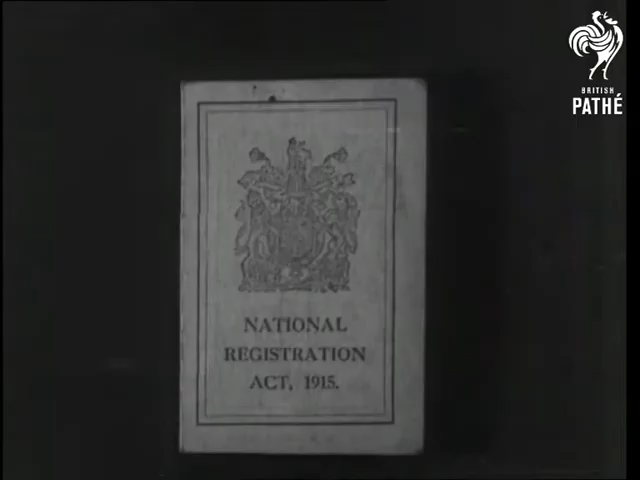 BRITISH
PATHÉ
NATIONAL
REGISTRATION
ACT, 1915.